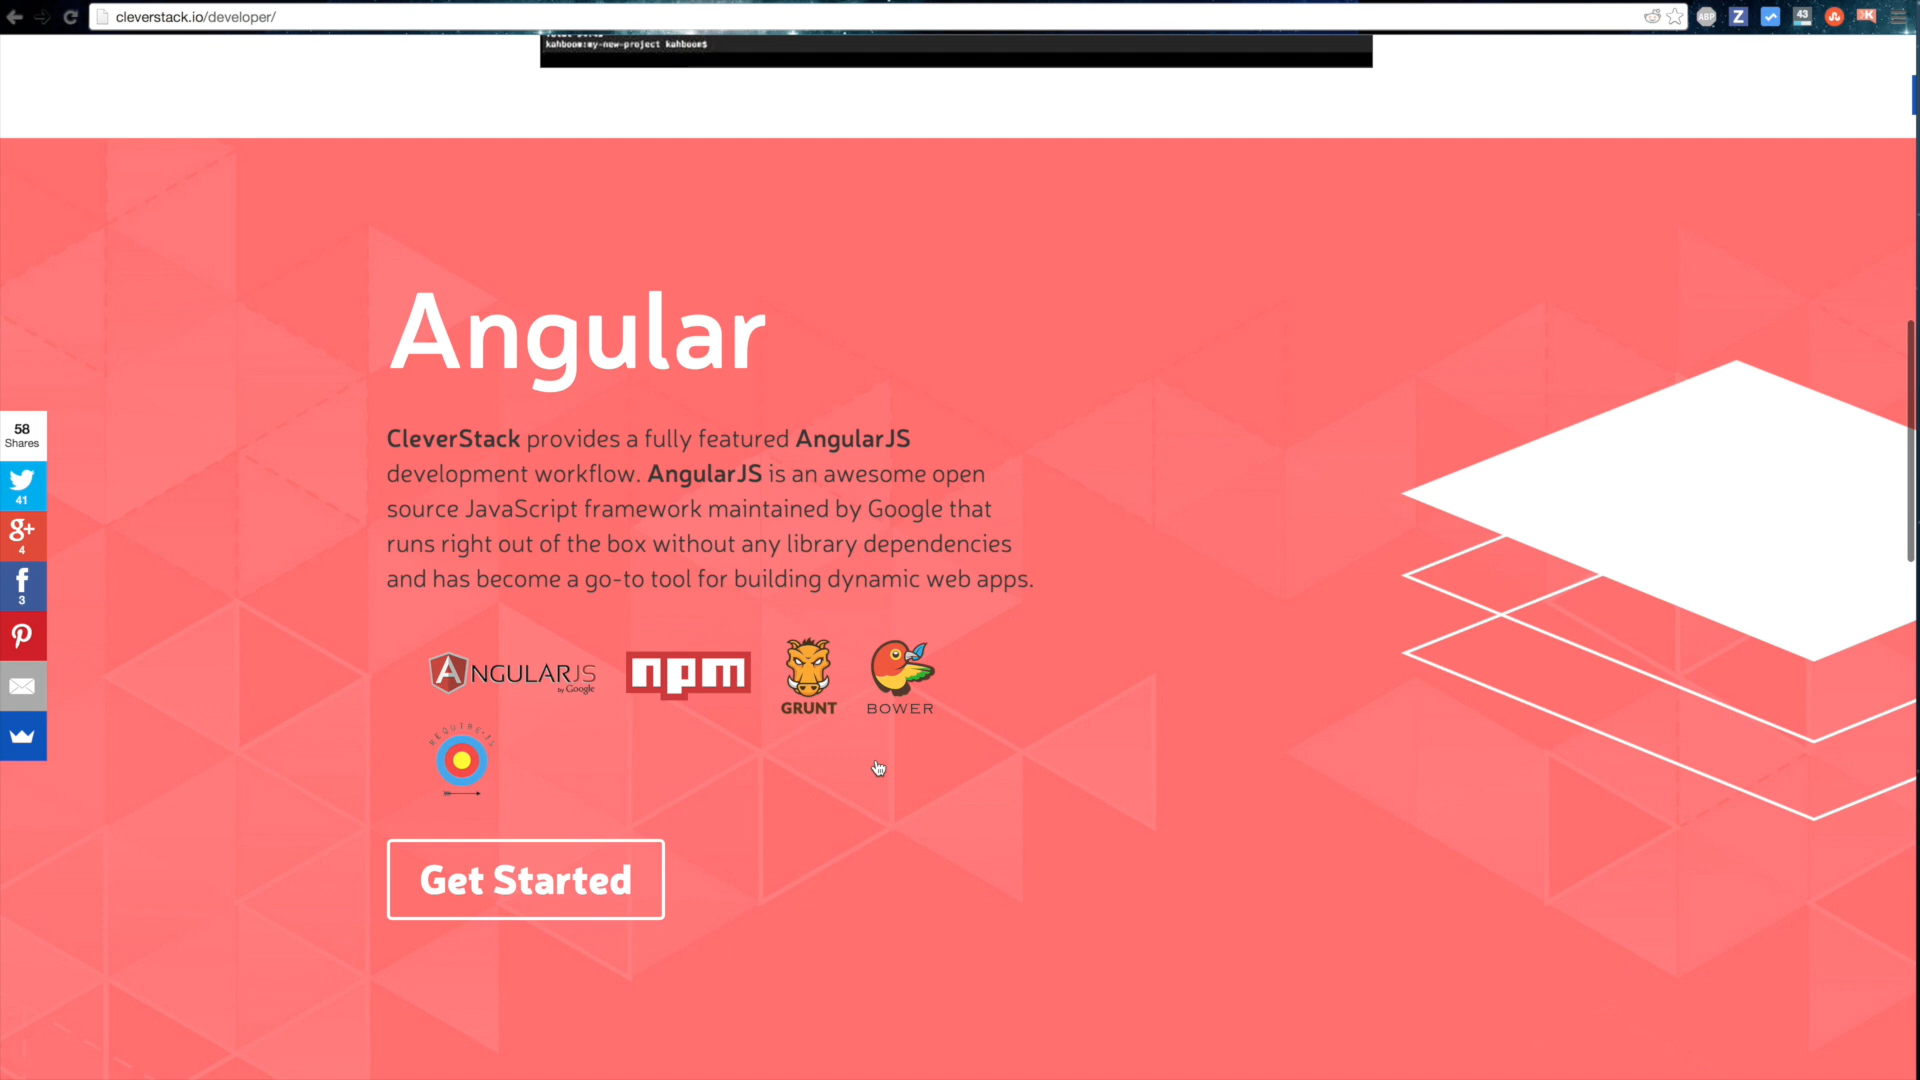 cleverstack.io/developer/
43
kahboom:my-new-project kahboom$
Angular
CleverStack provides a fully featured AngularJS
development workflow. AngularJS is an awesome open
source JavaScript framework maintained by Google that
runs right out of the box without any library dependencies
and has become a go-to tool for building dynamic web apps.
58
Shares
41
g+
4
f
3
ANGULARJS
by Google
npm
GRUNT
BOWER
REQUIRE-JS
Get Started
ABP
Z
K